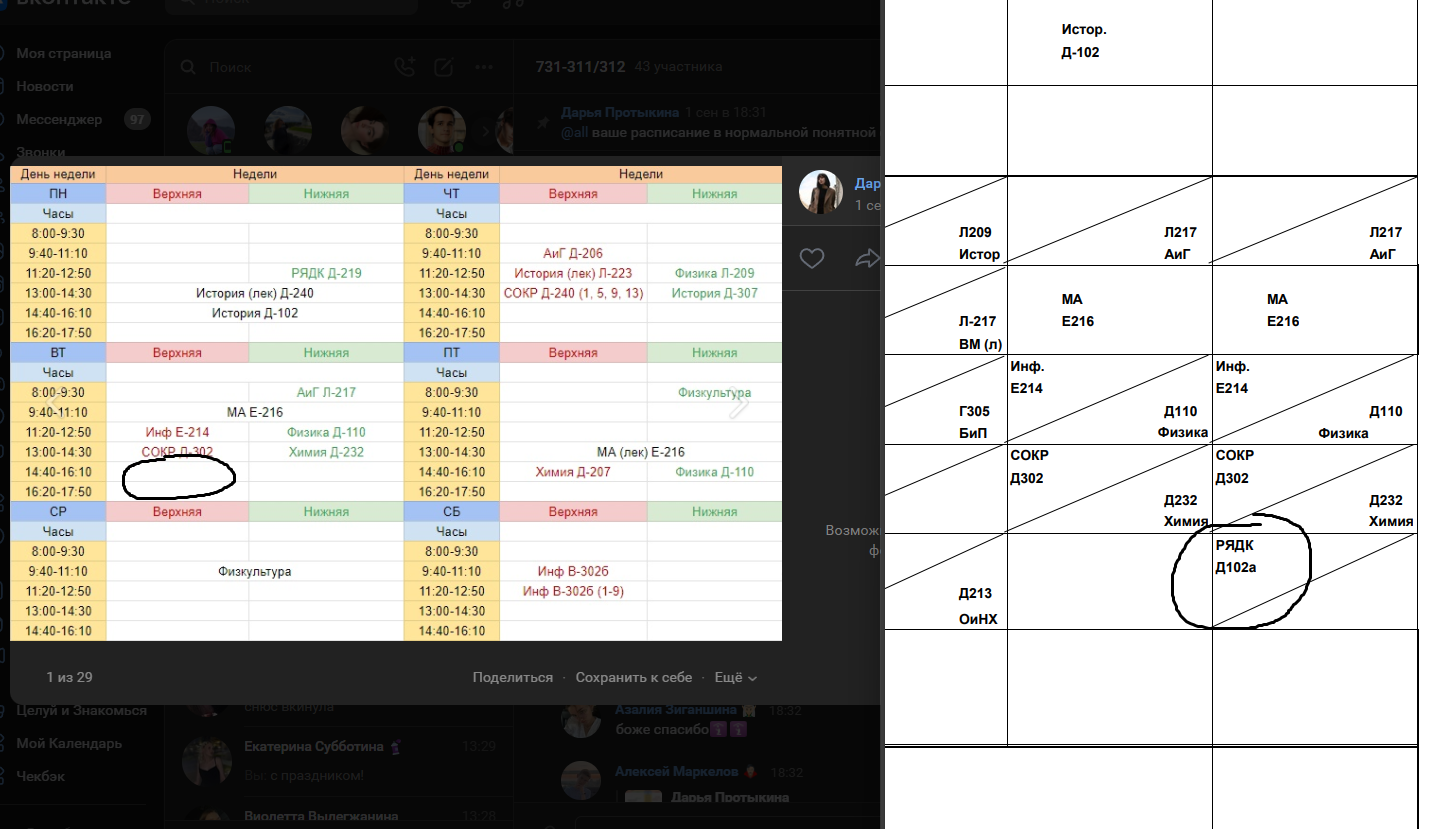 вконтакте
Поиск
Моя страница
Новости
Мессенджер 97
Звонки
Поиск
731-311/312 43 участника
Дарья Протыкина 1 сен в 18:31
@all ваше расписание в нормальной понятной
День недели Недели День недели Недели
ПН Верхняя Нижняя ЧТ Верхняя Нижняя
Часы Часы
8:00-9:30 8:00-9:30
9:40-11:10 9:40-11:10 АиГ Д-206
11:20-12:50 РЯДК Д-219 11:20-12:50 История (лек) Л-223 Физика Л-209
13:00-14:30 История (лек) Д-240 13:00-14:30 СОКР Д-240 (1, 5, 9, 13) История Д-307
14:40-16:10 История Д-102 14:40-16:10
16:20-17:50 16:20-17:50
ВТ Верхняя Нижняя ПТ Верхняя Нижняя
Часы Часы
8:00-9:30 АиГ Л-217 8:00-9:30 Физкультура
9:40-11:10 МА Е-216 9:40-11:10
11:20-12:50 Инф Е-214 Физика Д-110 11:20-12:50
13:00-14:30 СОКР Д-302 Химия Д-232 13:00-14:30 МА (лек) Е-216
14:40-16:10 14:40-16:10 Химия Д-207 Физика Д-110
16:20-17:50 16:20-17:50
СР Верхняя Нижняя СБ Верхняя Нижняя
Часы Часы
8:00-9:30 8:00-9:30
9:40-11:10 Физкультура 9:40-11:10 Инф В-302б
11:20-12:50 11:20-12:50 Инф В-302б (1-9)
13:00-14:30 13:00-14:30
14:40-16:10 14:40-16:10
Дар
1 се
Возмож
ф
1 из 29 Поделиться · Сохранить к себе · Ещё
Целуй и Знакомься
Мой Календарь
Чекбэк
снюс вкинула
Екатерина Субботина 13:29
Вы: с праздником!
Виолетта Вылегжанина 13:28
Азалия Зиганшина 18:32
боже спасибо
Алексей Маркелов 18:32
Дарья Протыкина
Истор.
Д-102
Л209 Л217 Л217
Истор АиГ АиГ
МА МА
Л-217 Е216 Е216
ВМ (л)
Инф. Инф.
Е214 Е214
Г305 Д110 Д110
БиП Физика Физика
СОКР СОКР
Д302 Д302
Д232 Д232
Химия Химия
РЯДК
Д102а
Д213
ОиНХ